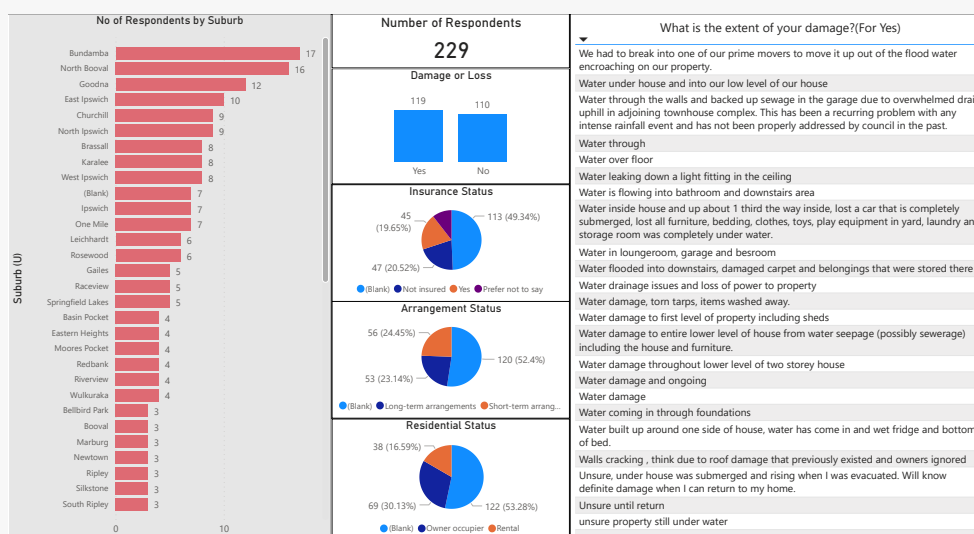 No of Respondents by Suburb
Suburb (U)
Bundamba 17
North Booval 16
Goodna 12
East Ipswich 10
Churchill 9
North Ipswich 9
Brassall 8
Karalee 8
West Ipswich 8
(Blank) 7
Ipswich 7
One Mile 7
Leichhardt 6
Rosewood 6
Gailes 5
Raceview 5
Springfield Lakes 5
Basin Pocket 4
Eastern Heights 4
Moores Pocket 4
Redbank 4
Riverview 4
Wulkuraka 4
Bellbird Park 3
Booval 3
Marburg 3
Newtown 3
Ripley 3
Silkstone 3
South Ripley 3
0 10
Number of Respondents
229
Damage or Loss
119 110
Yes No
Insurance Status
45
(19.65%)
113 (49.34%)
47 (20.52%)
(Blank) Not insured Yes Prefer not to say
Arrangement Status
56 (24.45%)
120 (52.4%)
53 (23.14%)
(Blank) Long-term arrangements Short-term arrang...
Residential Status
38 (16.59%)
69 (30.13%)
122 (53.28%)
(Blank) Owner occupier Rental
What is the extent of your damage?(For Yes)
We had to break into one of our prime movers to move it up out of the flood water
encroaching on our property.
Water under house and into our low level of our house
Water through the walls and backed up sewage in the garage due to overwhelmed drai
uphill in adjoining townhouse complex. This has been a recurring problem with any
intense rainfall event and has not been properly addressed by council in the past.
Water through
Water over floor
Water leaking down a light fitting in the ceiling
Water is flowing into bathroom and downstairs area
Water inside house and up about 1 third the way inside, lost a car that is completely
submerged, lost all furniture, bedding, clothes, toys, play equipment in yard, laundry an
storage room was completely under water.
Water in loungeroom, garage and besroom
Water flooded into downstairs, damaged carpet and belongings that were stored there
Water drainage issues and loss of power to property
Water damage, torn tarps, items washed away.
Water damage to first level of property including sheds
Water damage to entire lower level of house from water seepage (possibly sewerage)
including the house and furniture.
Water damage throughout lower level of two storey house
Water damage and ongoing
Water damage
Water coming in through foundations
Water built up around one side of house, water has come in and wet fridge and bottom
of bed.
Walls cracking , think due to roof damage that previously existed and owners ignored
Unsure, under house was submerged and rising when I was evacuated. Will know
definite damage when I can return to my home.
Unsure until return
unsure property still under water